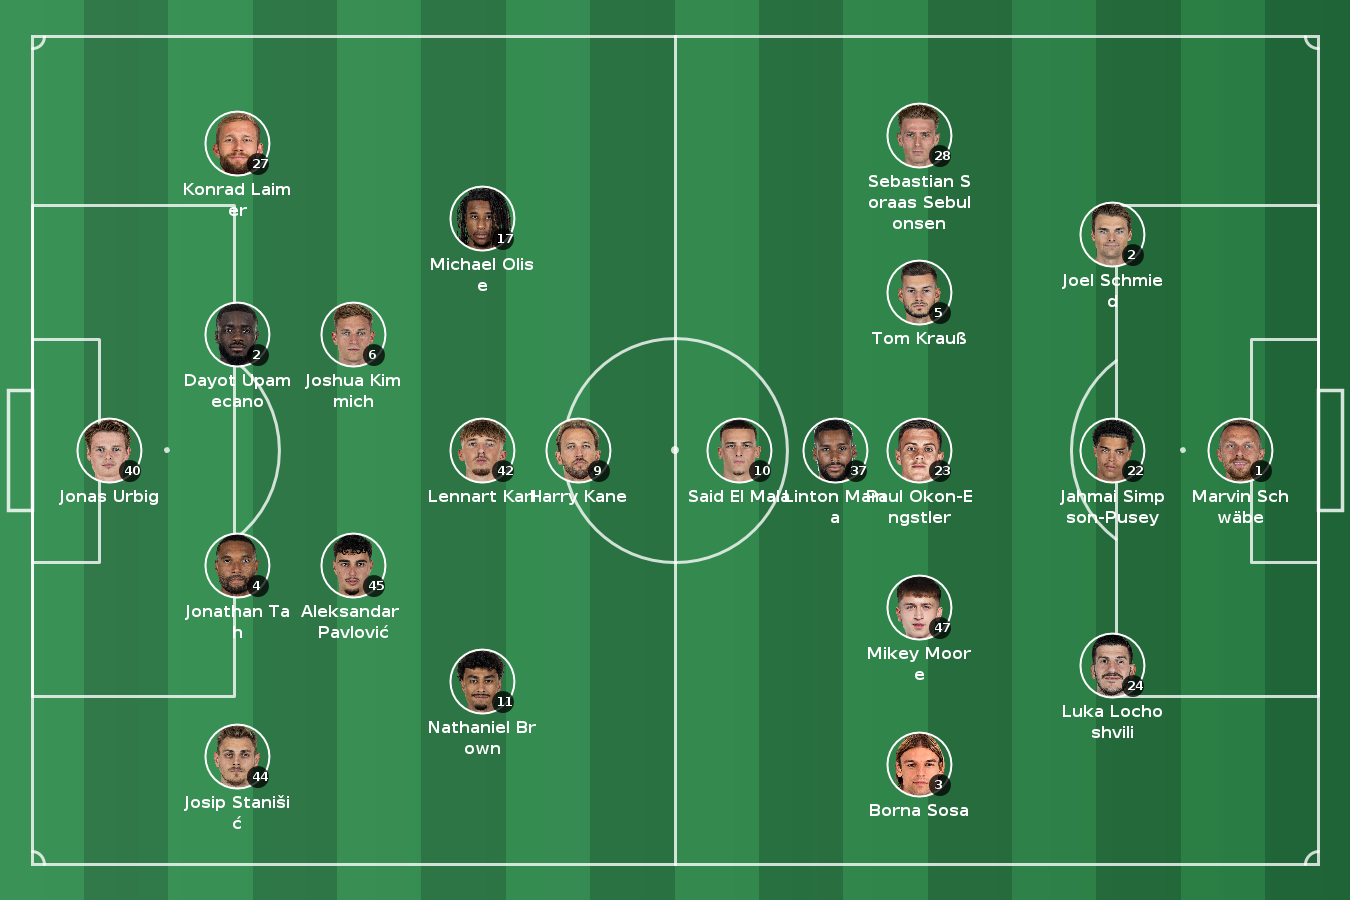 27
Konrad Laim
er
2
Dayot Upam
ecano
6
Joshua Kim
mich
40
Jonas Urbig
4
Jonathan Ta
h
45
Aleksandar
Pavlović
44
Josip Staniši
ć
17
Michael Olis
e
42
Lennart Karl
9
Harry Kane
11
Nathaniel Br
own
28
Sebastian S
oraas Sebul
onsen
5
Tom Krauß
10
Said El Mala
37
Linton Main
a
23
Paul Okon-E
ngstler
47
Mikey Moor
e
3
Borna Sosa
2
Joel Schmie
d
22
Jahmai Simp
son-Pusey
1
Marvin Sch
wäbe
24
Luka Locho
shvili